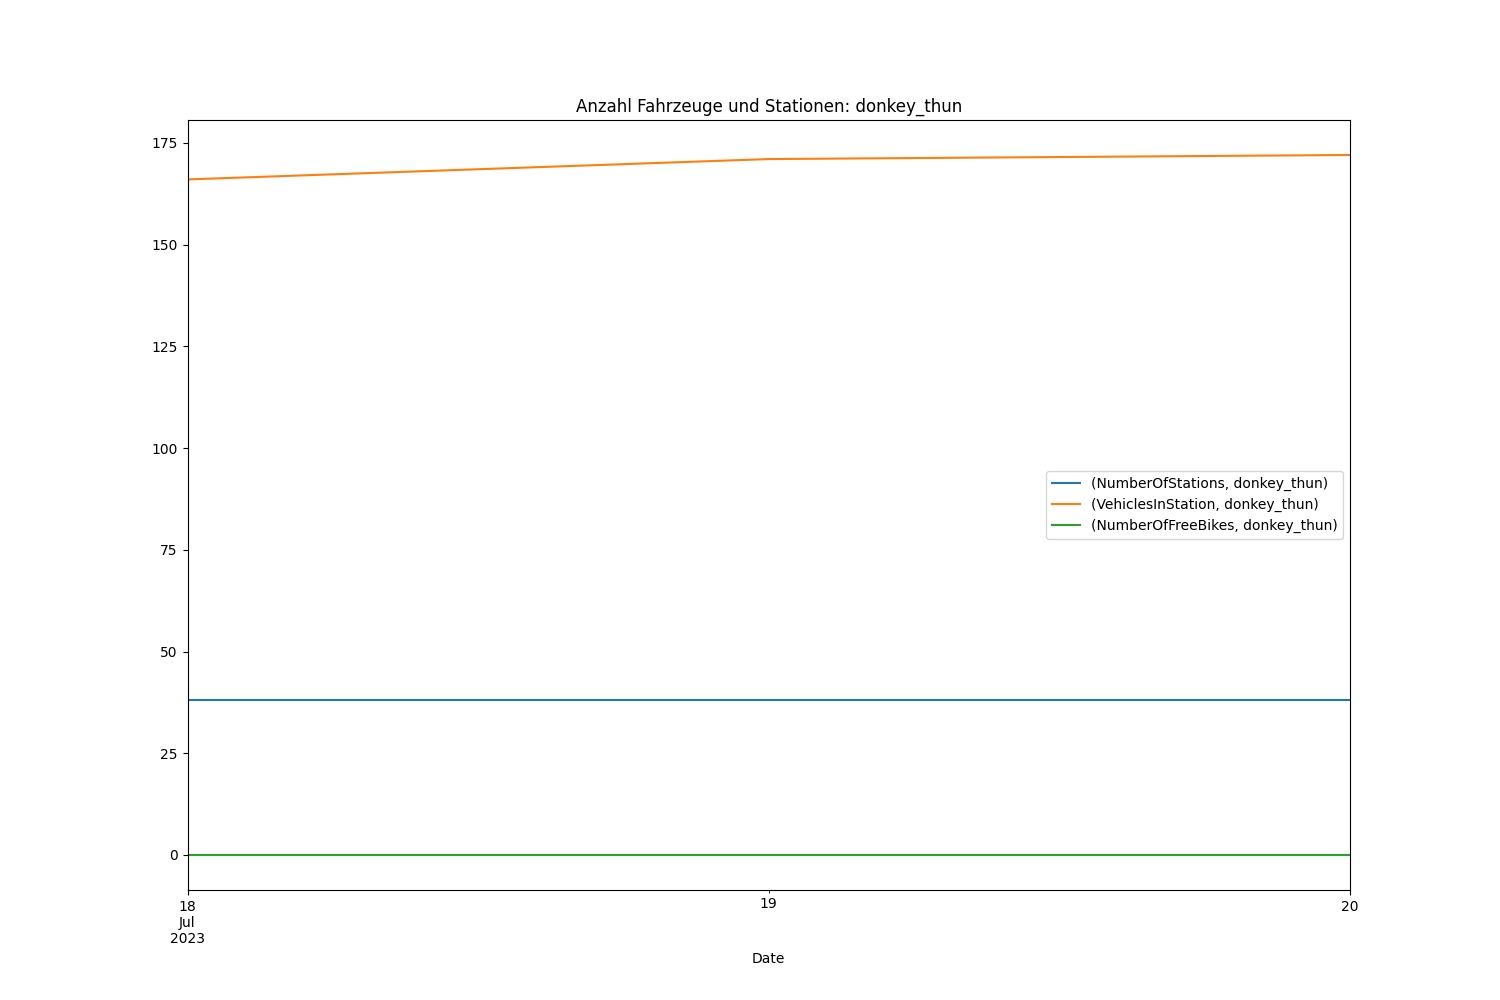 Anzahl Fahrzeuge und Stationen: donkey_thun
175
150
125
100
75
50
25
0
(NumberOfStations, donkey_thun)
(VehiclesInStation, donkey_thun)
(NumberOfFreeBikes, donkey_thun)
18
Jul
2023
19
20
Date